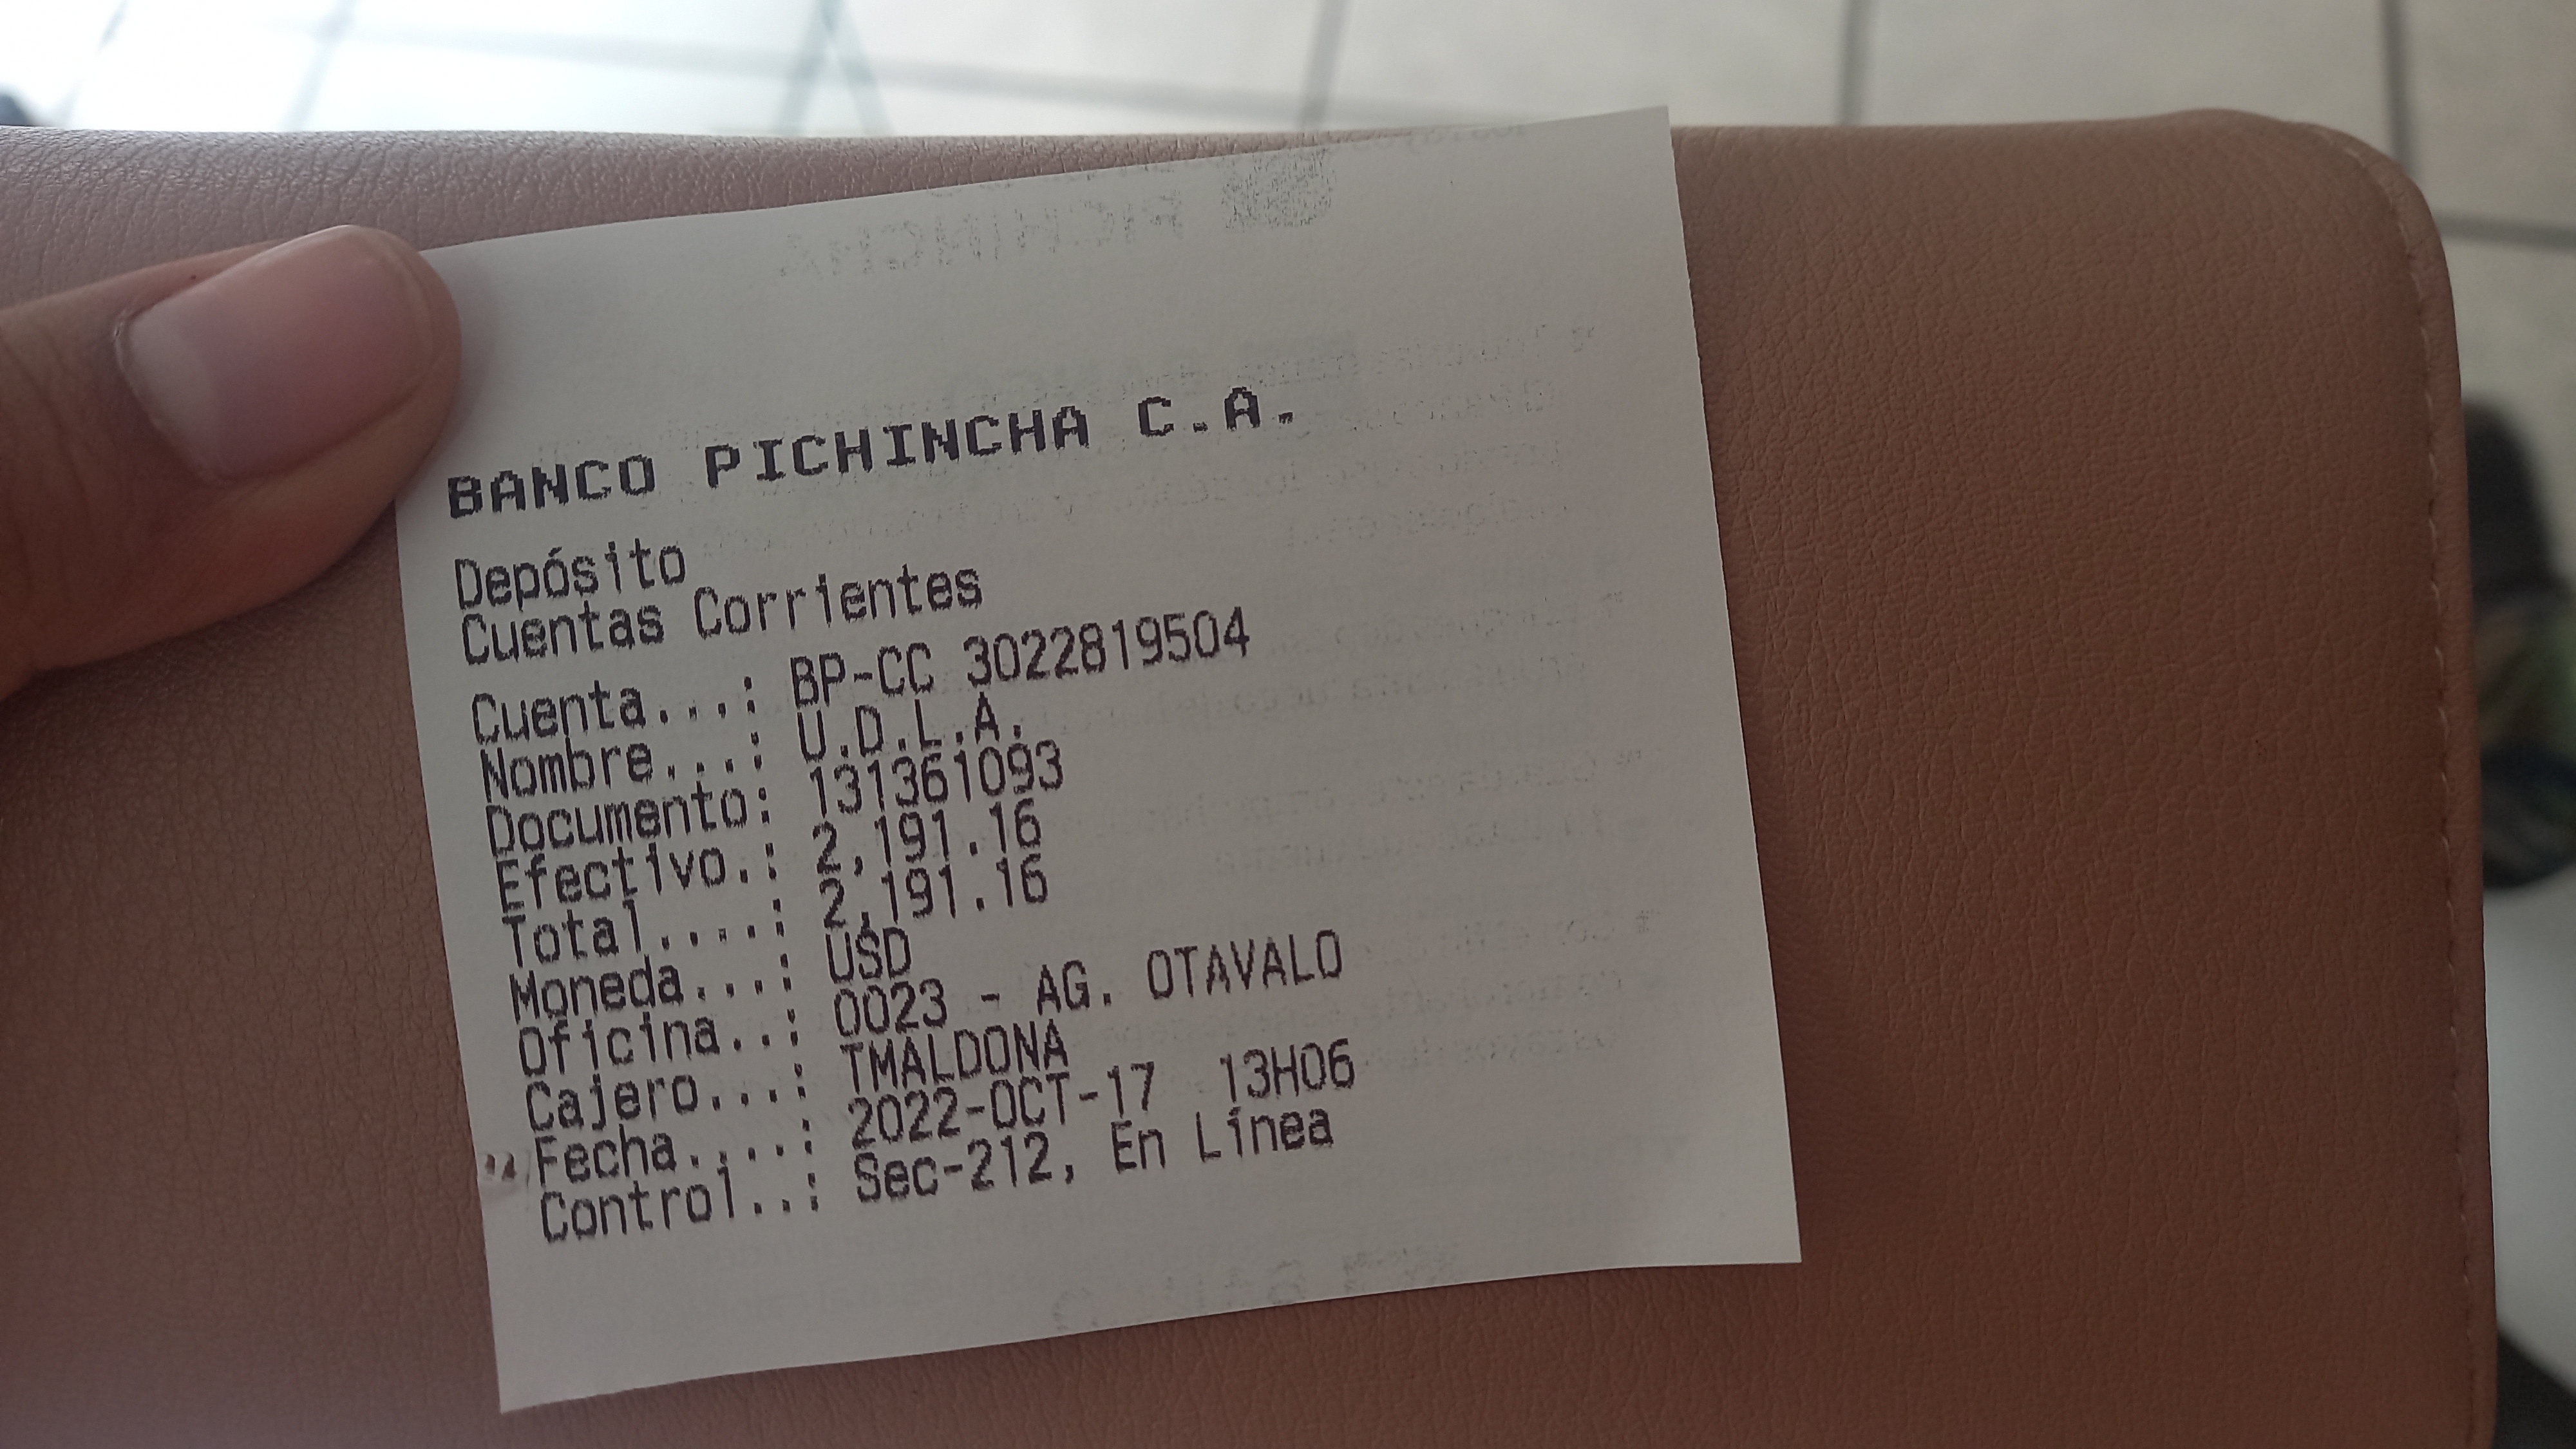 BANCO PICHINCHA C.A.
Depósito
Cuentas Corrientes
Cuenta...: BP-CC 3022819504
Nombre...: U.D.L.A.
Documento: 131361093
Efectivo.: 2,191.16
Total....: 2,191.16
Moneda...: USD
Oficina..: 0023 - AG. OTAVALO
Cajero...: TMALDONA
Fecha....: 2022-OCT-17 13H06
Control..: Sec-212, En Línea